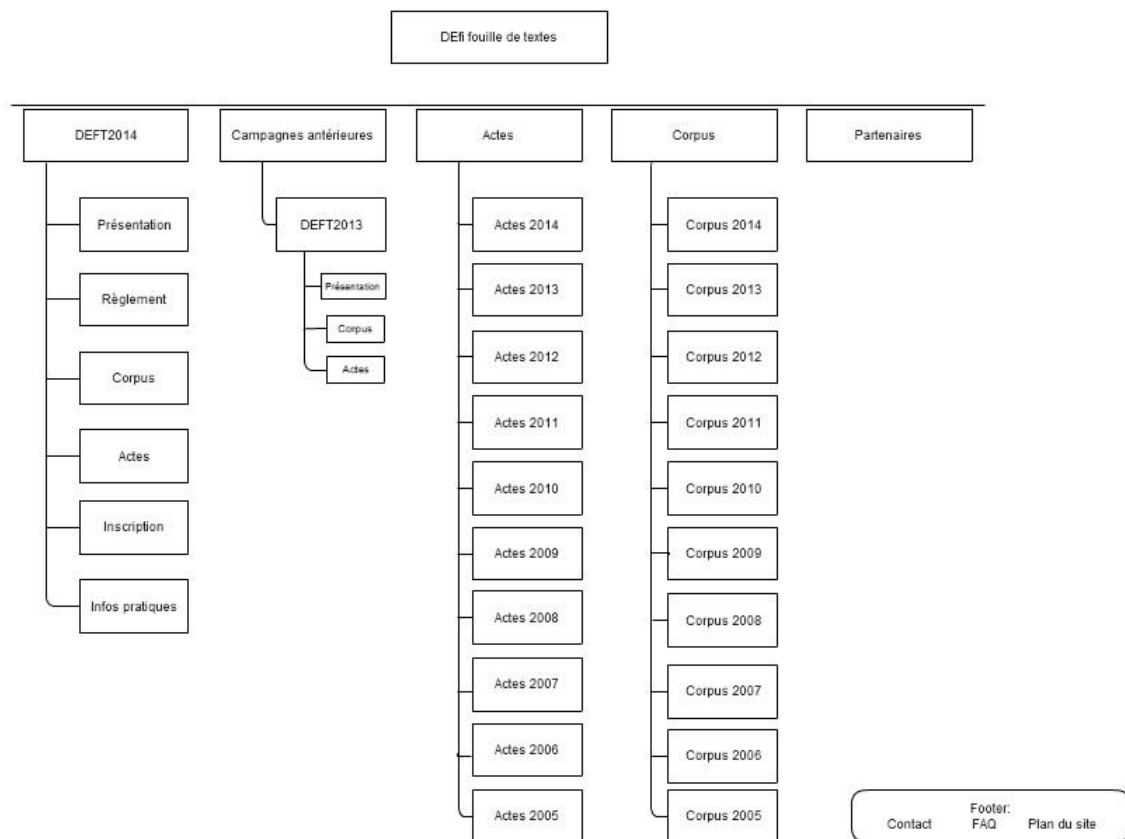 DEfi fouille de textes
DEFT2014
Campagnes antérieures
Actes
Corpus
Partenaires
Présentation
Règlement
Corpus
Actes
Inscription
Infos pratiques
DEFT2013
Présentation
Corpus
Actes
Actes 2014
Actes 2013
Actes 2012
Actes 2011
Actes 2010
Actes 2009
Actes 2008
Actes 2007
Actes 2006
Actes 2005
Corpus 2014
Corpus 2013
Corpus 2012
Corpus 2011
Corpus 2010
Corpus 2009
Corpus 2008
Corpus 2007
Corpus 2006
Corpus 2005
Footer:
Contact FAQ Plan du site